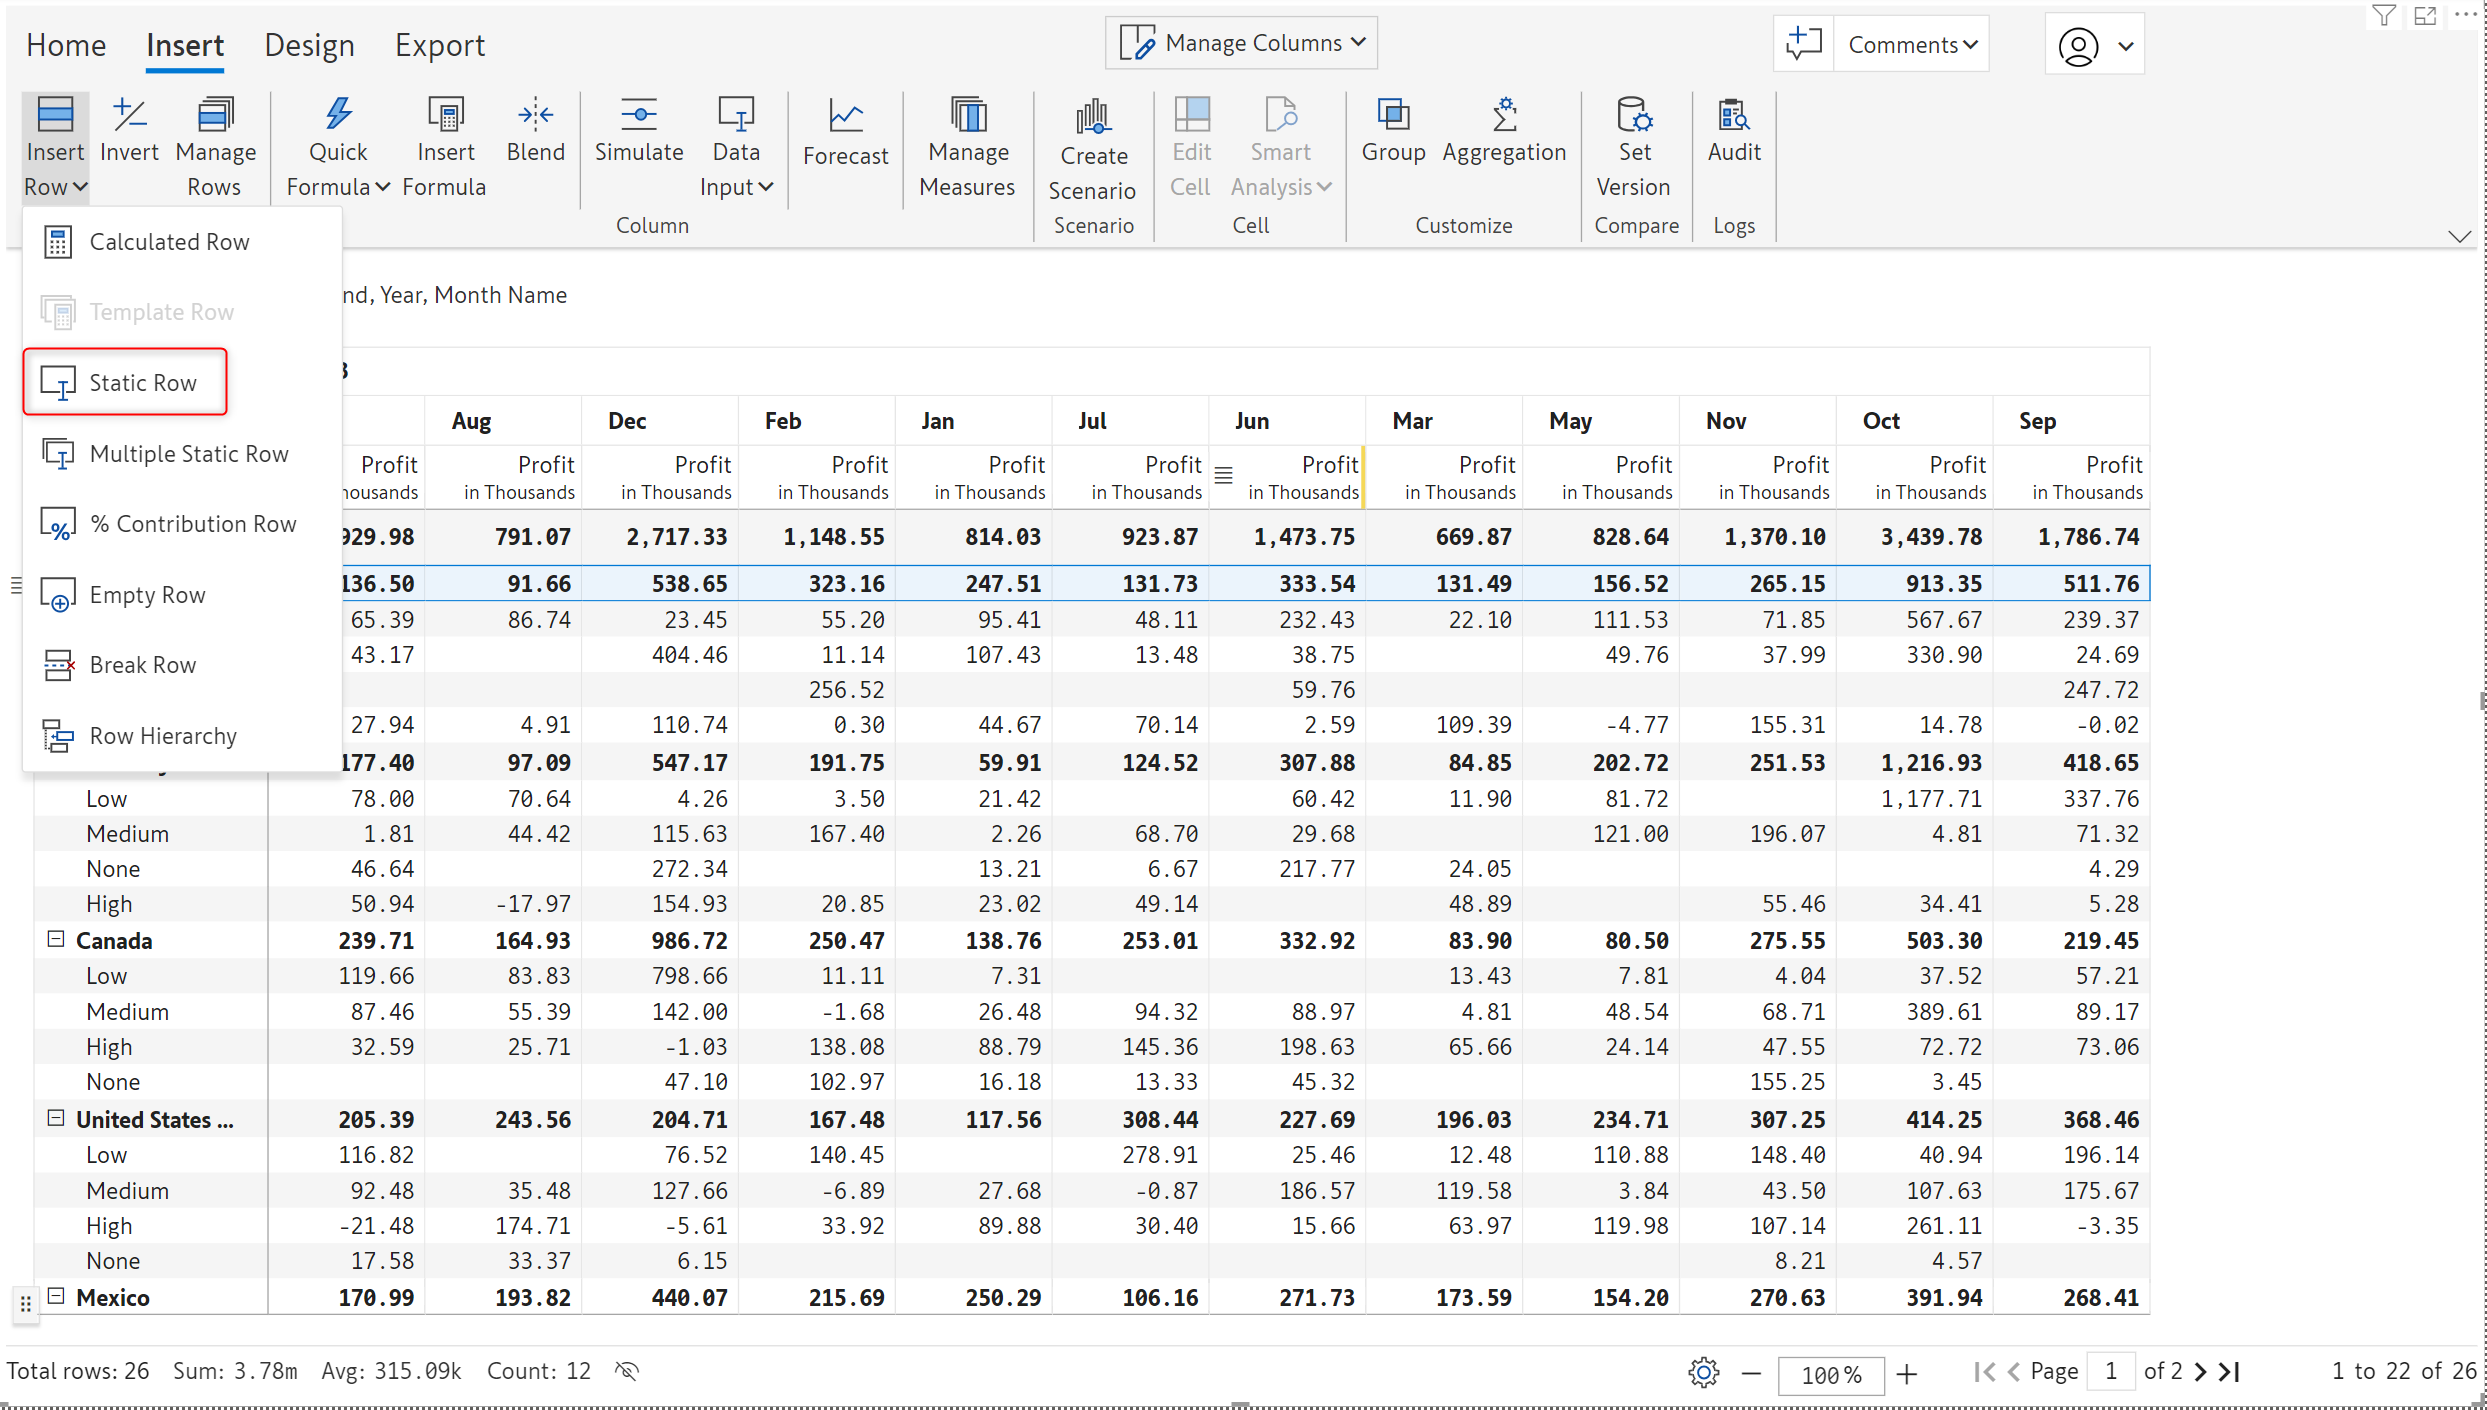 Home Insert Design Export Manage Columns Comments
Insert Row Invert Manage Rows Quick Formula Insert Formula Blend Simulate Data Input Forecast Manage Measures Create Scenario Edit Cell Smart Analysis Group Aggregation Set Version Audit
Column Scenario Cell Customize Compare Logs
Calculated Row
Template Row
Static Row
Multiple Static Row
% Contribution Row
Empty Row
Break Row
Row Hierarchy
nd, Year, Month Name
Aug Dec Feb Jan Jul Jun Mar May Nov Oct Sep
Profit Profit Profit Profit Profit Profit Profit Profit Profit Profit Profit Profit
housands in Thousands in Thousands in Thousands in Thousands in Thousands in Thousands in Thousands in Thousands in Thousands in Thousands in Thousands
929.98 791.07 2,717.33 1,148.55 814.03 923.87 1,473.75 669.87 828.64 1,370.10 3,439.78 1,786.74
136.50 91.66 538.65 323.16 247.51 131.73 333.54 131.49 156.52 265.15 913.35 511.76
65.39 86.74 23.45 55.20 95.41 48.11 232.43 22.10 111.53 71.85 567.67 239.37
43.17 404.46 11.14 107.43 13.48 38.75 49.76 37.99 330.90 24.69
256.52 59.76 247.72
27.94 4.91 110.74 0.30 44.67 70.14 2.59 109.39 -4.77 155.31 14.78 -0.02
177.40 97.09 547.17 191.75 59.91 124.52 307.88 84.85 202.72 251.53 1,216.93 418.65
Low 78.00 70.64 4.26 3.50 21.42 60.42 11.90 81.72 1,177.71 337.76
Medium 1.81 44.42 115.63 167.40 2.26 68.70 29.68 121.00 196.07 4.81 71.32
None 46.64 272.34 13.21 6.67 217.77 24.05 4.29
High 50.94 -17.97 154.93 20.85 23.02 49.14 48.89 55.46 34.41 5.28
Canada 239.71 164.93 986.72 250.47 138.76 253.01 332.92 83.90 80.50 275.55 503.30 219.45
Low 119.66 83.83 798.66 11.11 7.31 13.43 7.81 4.04 37.52 57.21
Medium 87.46 55.39 142.00 -1.68 26.48 94.32 88.97 4.81 48.54 68.71 389.61 89.17
High 32.59 25.71 -1.03 138.08 88.79 145.36 198.63 65.66 24.14 47.55 72.72 73.06
None 47.10 102.97 16.18 13.33 45.32 155.25 3.45
United States ... 205.39 243.56 204.71 167.48 117.56 308.44 227.69 196.03 234.71 307.25 414.25 368.46
Low 116.82 76.52 140.45 278.91 25.46 12.48 110.88 148.40 40.94 196.14
Medium 92.48 35.48 127.66 -6.89 27.68 -0.87 186.57 119.58 3.84 43.50 107.63 175.67
High -21.48 174.71 -5.61 33.92 89.88 30.40 15.66 63.97 119.98 107.14 261.11 -3.35
None 17.58 33.37 6.15 8.21 4.57
Mexico 170.99 193.82 440.07 215.69 250.29 106.16 271.73 173.59 154.20 270.63 391.94 268.41
Total rows: 26 Sum: 3.78m Avg: 315.09k Count: 12 100% Page 1 of 2 1 to 22 of 26